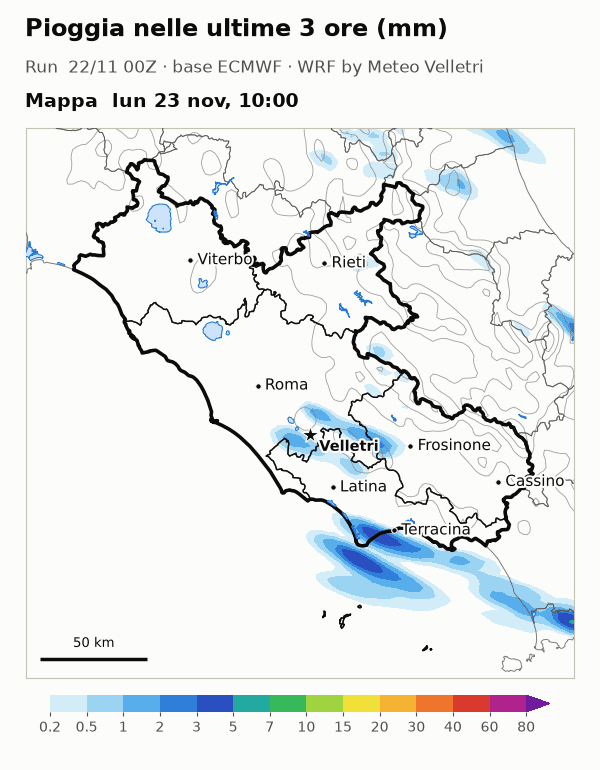 Pioggia nelle ultime 3 ore (mm)
Run  22/11 00Z · base ECMWF · WRF by Meteo Velletri
Mappa  lun 23 nov, 10:00
Viterbo
Rieti
Roma
Velletri
Frosinone
Latina
Cassino
Terracina
50 km
0.2 0.5 1 2 3 5 7 10 15 20 30 40 60 80